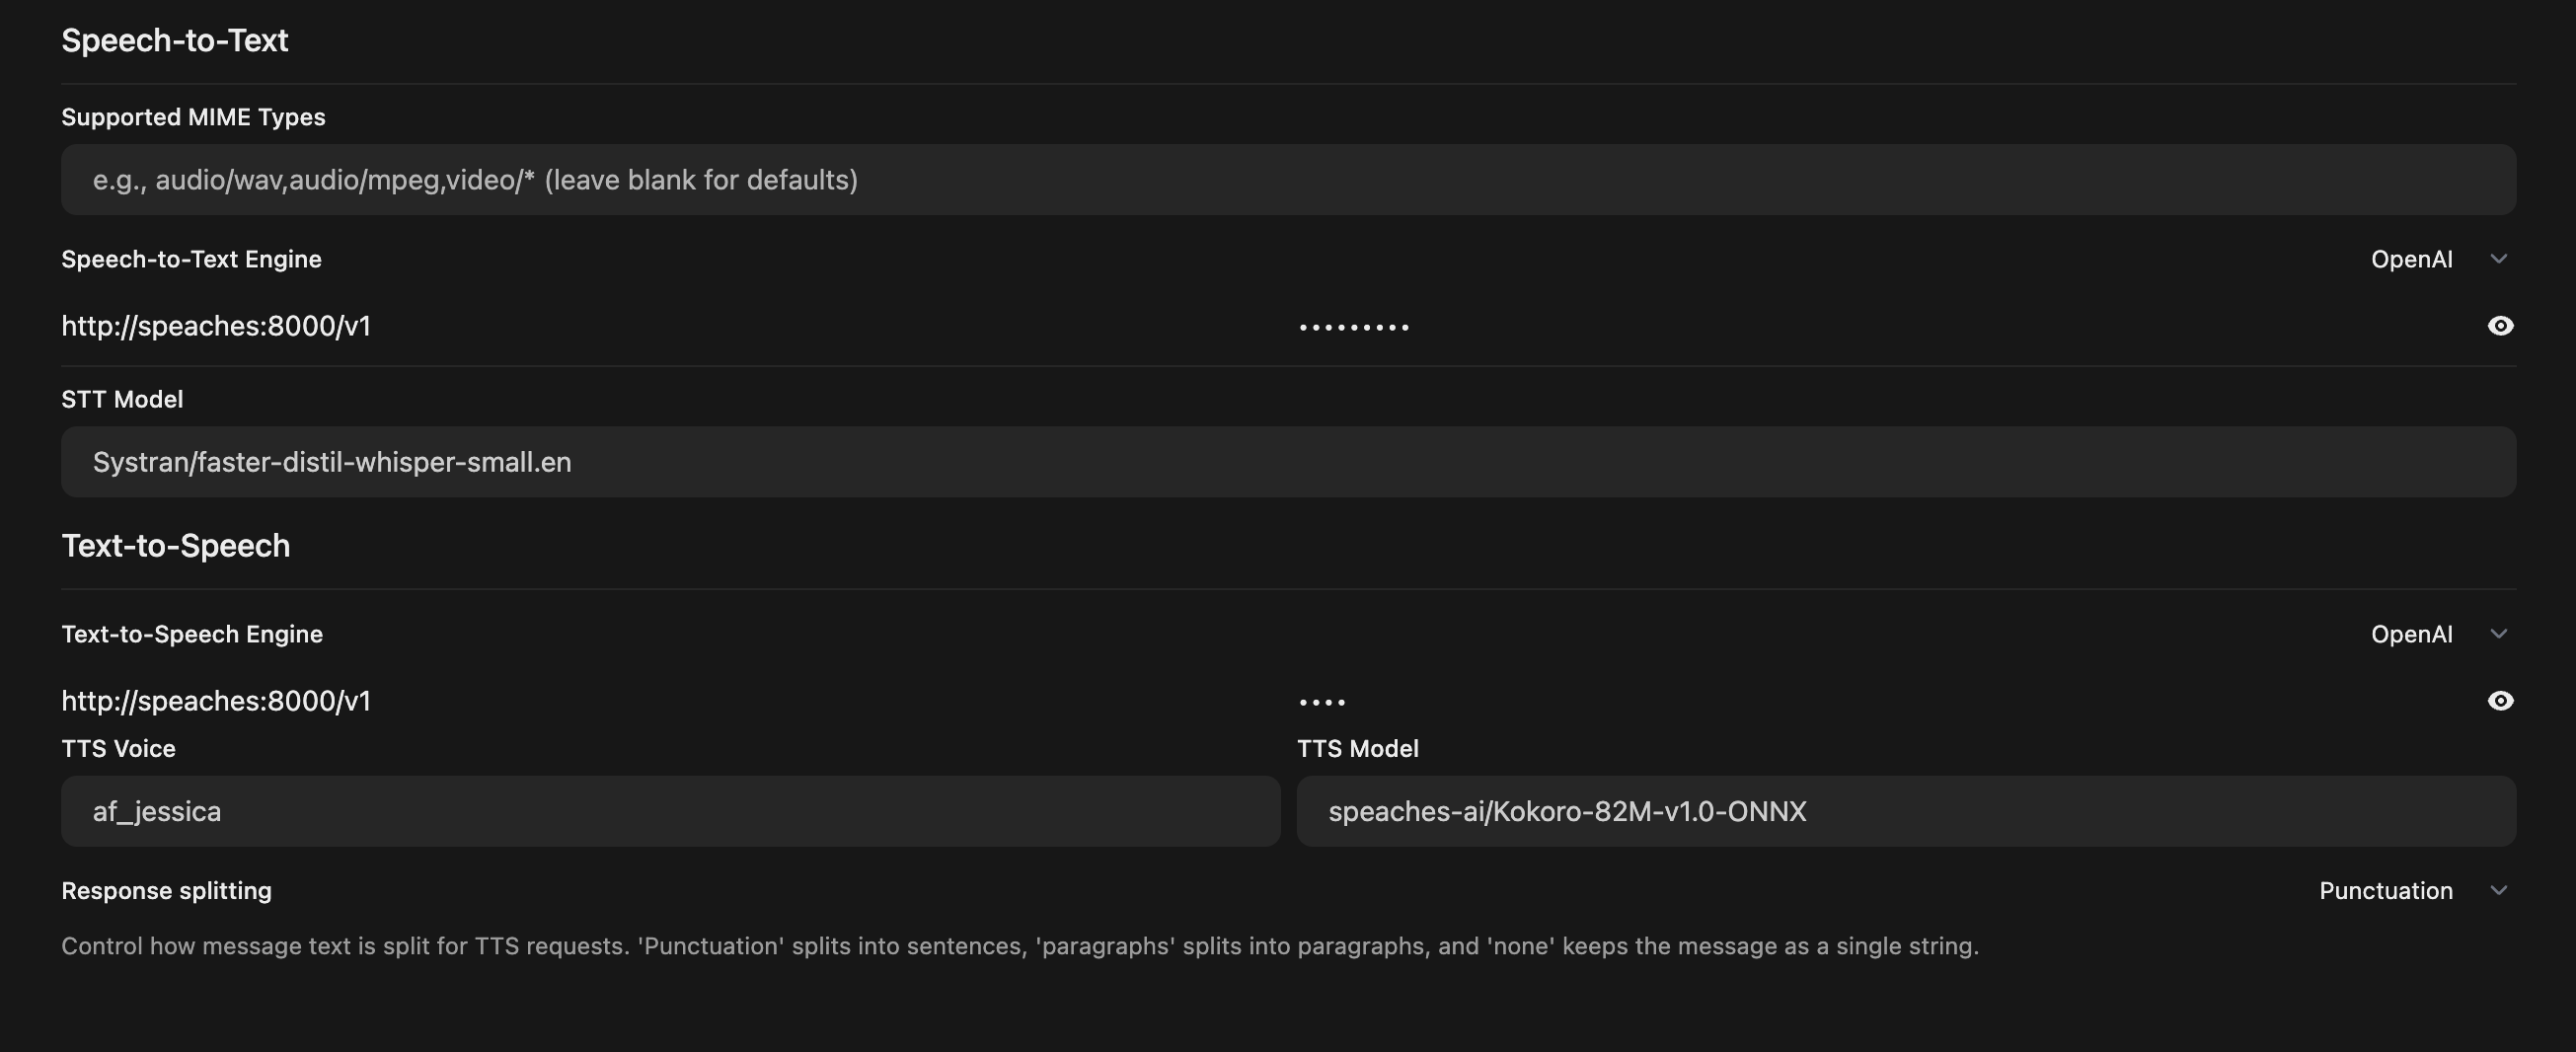 Speech-to-Text
Supported MIME Types
e.g., audio/wav,audio/mpeg,video/* (leave blank for defaults)
Speech-to-Text Engine OpenAI
http://speaches:8000/v1 •••••••••
STT Model
Systran/faster-distil-whisper-small.en
Text-to-Speech
Text-to-Speech Engine OpenAI
http://speaches:8000/v1 ••••
TTS Voice TTS Model
af_jessica speaches-ai/Kokoro-82M-v1.0-ONNX
Response splitting Punctuation
Control how message text is split for TTS requests. 'Punctuation' splits into sentences, 'paragraphs' splits into paragraphs, and 'none' keeps the message as a single string.